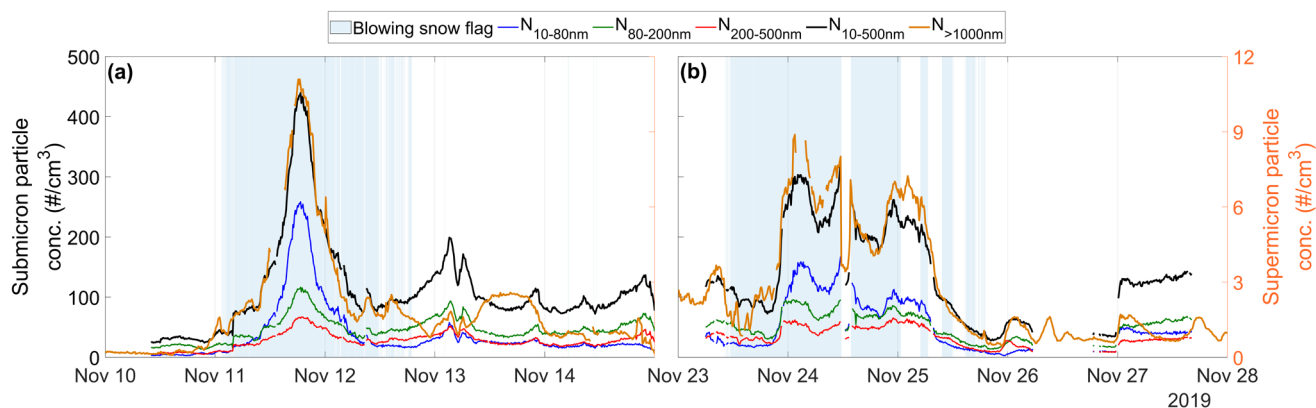 Blowing snow flag N10-80nm N80-200nm N200-500nm N10-500nm N>1000nm
(a)
(b)
Submicron particle
conc. (#/cm3)
500
400
300
200
100
0
12
9
6
3
0
Supermicron particle
conc. (#/cm3)
Nov 10 Nov 11 Nov 12 Nov 13 Nov 14 Nov 23 Nov 24 Nov 25 Nov 26 Nov 27 Nov 28
2019